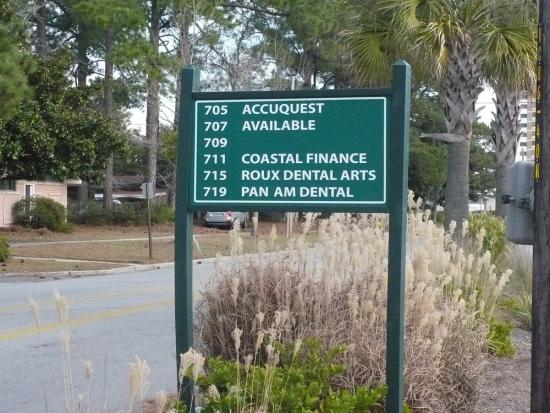 705 ACCUQUEST
707 AVAILABLE
709
711 COASTAL FINANCE
715 ROUX DENTAL ARTS
719 PAN AM DENTAL